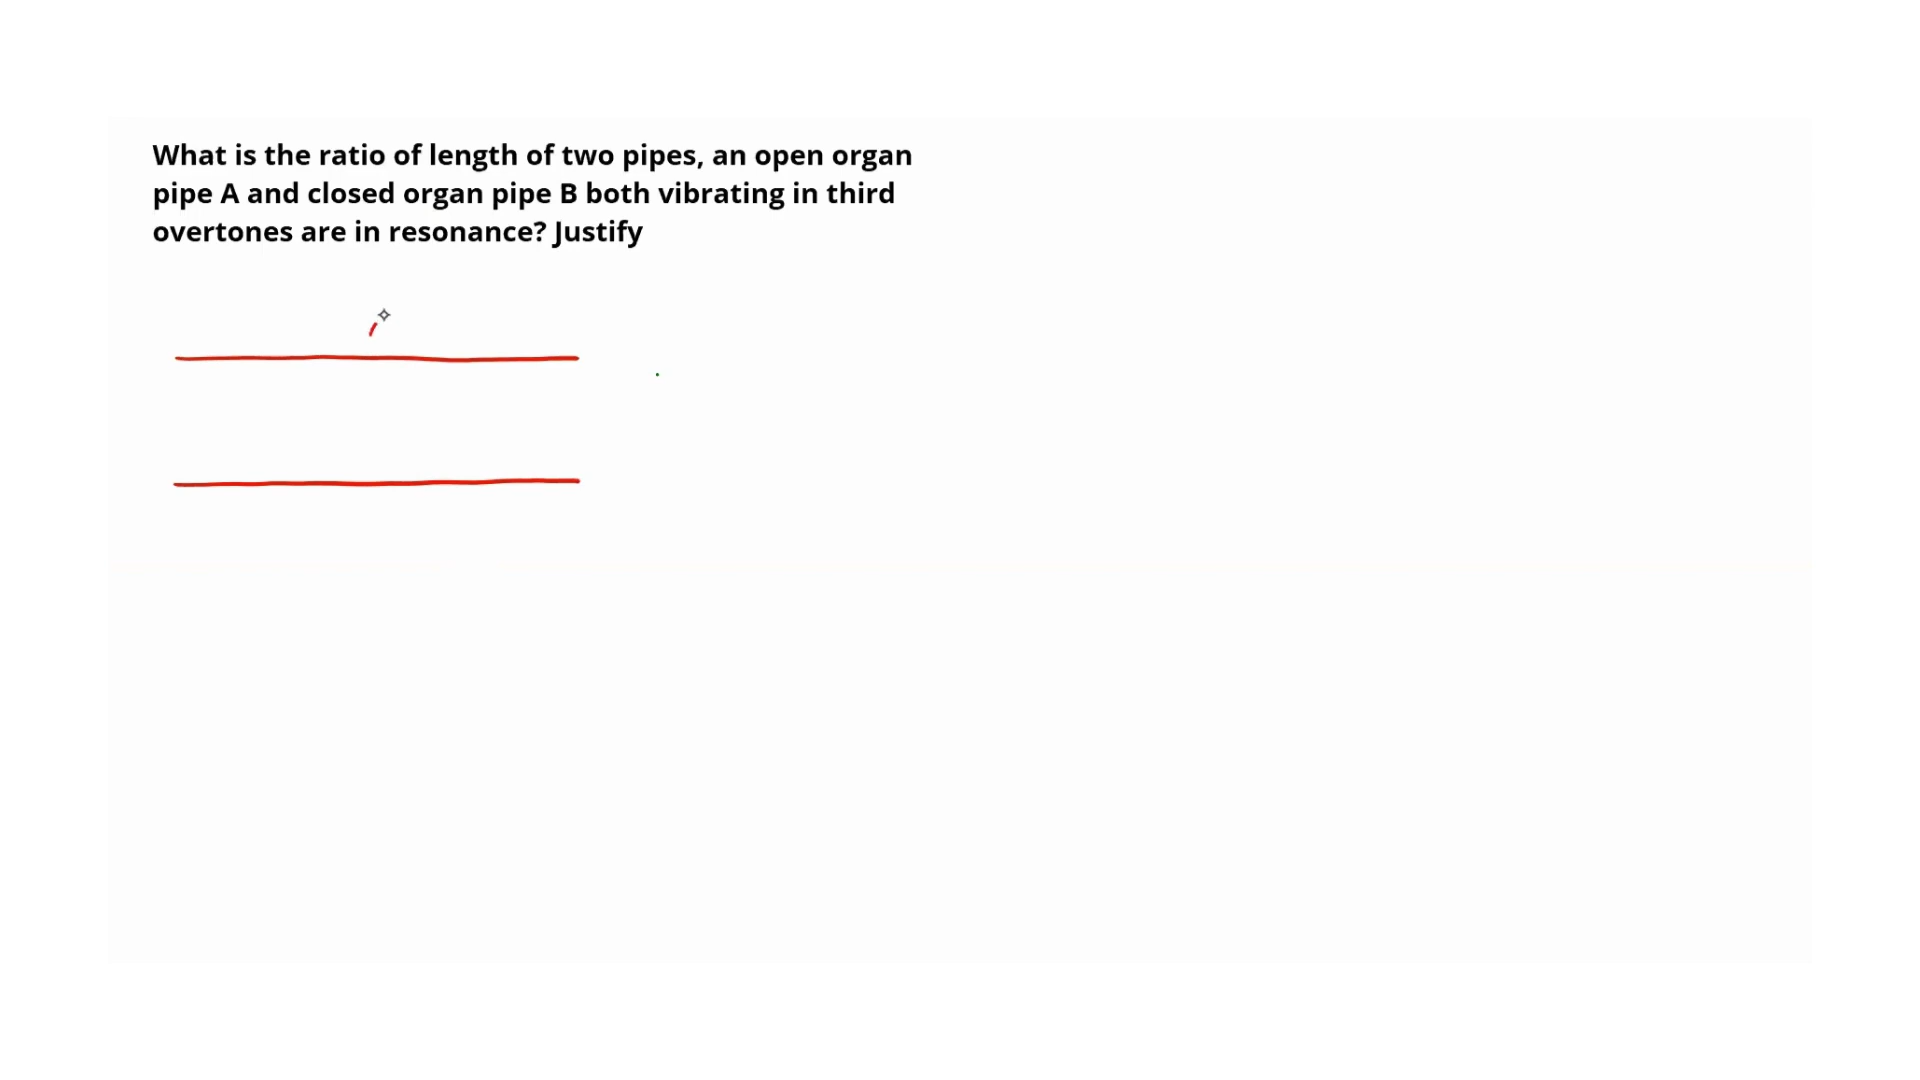 What is the ratio of length of two pipes, an open organ
pipe A and closed organ pipe B both vibrating in third
overtones are in resonance? Justify